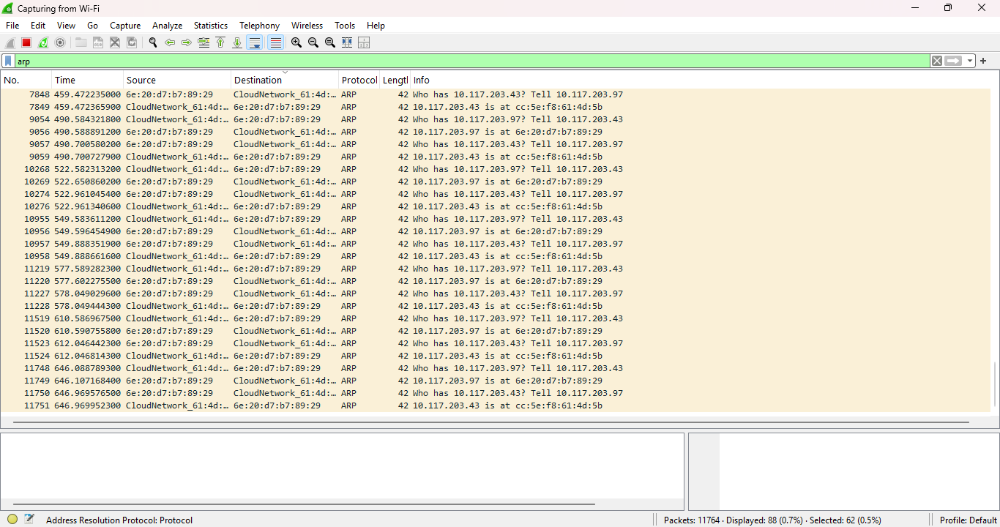 Capturing from Wi-Fi
File Edit View Go Capture Analyze Statistics Telephony Wireless Tools Help
arp
No. Time Source Destination Protocol Lengtl Info
7848 459.472235000 6e:20:d7:b7:89:29 CloudNetwork_61:4d:… ARP 42 Who has 10.117.203.43? Tell 10.117.203.97
7849 459.472365900 CloudNetwork_61:4d:… 6e:20:d7:b7:89:29 ARP 42 10.117.203.43 is at cc:5e:f8:61:4d:5b
9054 490.584321800 CloudNetwork_61:4d:… 6e:20:d7:b7:89:29 ARP 42 Who has 10.117.203.97? Tell 10.117.203.43
9056 490.588891200 6e:20:d7:b7:89:29 CloudNetwork_61:4d:… ARP 42 10.117.203.97 is at 6e:20:d7:b7:89:29
9057 490.700580200 6e:20:d7:b7:89:29 CloudNetwork_61:4d:… ARP 42 Who has 10.117.203.43? Tell 10.117.203.97
9059 490.700727900 CloudNetwork_61:4d:… 6e:20:d7:b7:89:29 ARP 42 10.117.203.43 is at cc:5e:f8:61:4d:5b
10268 522.582313200 CloudNetwork_61:4d:… 6e:20:d7:b7:89:29 ARP 42 Who has 10.117.203.97? Tell 10.117.203.43
10269 522.650860200 6e:20:d7:b7:89:29 CloudNetwork_61:4d:… ARP 42 10.117.203.97 is at 6e:20:d7:b7:89:29
10274 522.961045400 6e:20:d7:b7:89:29 CloudNetwork_61:4d:… ARP 42 Who has 10.117.203.43? Tell 10.117.203.97
10276 522.961340600 CloudNetwork_61:4d:… 6e:20:d7:b7:89:29 ARP 42 10.117.203.43 is at cc:5e:f8:61:4d:5b
10955 549.583611200 CloudNetwork_61:4d:… 6e:20:d7:b7:89:29 ARP 42 Who has 10.117.203.97? Tell 10.117.203.43
10956 549.596454900 6e:20:d7:b7:89:29 CloudNetwork_61:4d:… ARP 42 10.117.203.97 is at 6e:20:d7:b7:89:29
10957 549.888351900 6e:20:d7:b7:89:29 CloudNetwork_61:4d:… ARP 42 Who has 10.117.203.43? Tell 10.117.203.97
10958 549.888661600 CloudNetwork_61:4d:… 6e:20:d7:b7:89:29 ARP 42 10.117.203.43 is at cc:5e:f8:61:4d:5b
11219 577.589282300 CloudNetwork_61:4d:… 6e:20:d7:b7:89:29 ARP 42 Who has 10.117.203.97? Tell 10.117.203.43
11220 577.602275500 6e:20:d7:b7:89:29 CloudNetwork_61:4d:… ARP 42 10.117.203.97 is at 6e:20:d7:b7:89:29
11227 578.049029600 6e:20:d7:b7:89:29 CloudNetwork_61:4d:… ARP 42 Who has 10.117.203.43? Tell 10.117.203.97
11228 578.049444300 CloudNetwork_61:4d:… 6e:20:d7:b7:89:29 ARP 42 10.117.203.43 is at cc:5e:f8:61:4d:5b
11519 610.586967500 CloudNetwork_61:4d:… 6e:20:d7:b7:89:29 ARP 42 Who has 10.117.203.97? Tell 10.117.203.43
11520 610.590755800 6e:20:d7:b7:89:29 CloudNetwork_61:4d:… ARP 42 10.117.203.97 is at 6e:20:d7:b7:89:29
11523 612.046442300 6e:20:d7:b7:89:29 CloudNetwork_61:4d:… ARP 42 Who has 10.117.203.43? Tell 10.117.203.97
11524 612.046814300 CloudNetwork_61:4d:… 6e:20:d7:b7:89:29 ARP 42 10.117.203.43 is at cc:5e:f8:61:4d:5b
11748 646.088789300 CloudNetwork_61:4d:… 6e:20:d7:b7:89:29 ARP 42 Who has 10.117.203.97? Tell 10.117.203.43
11749 646.107168400 6e:20:d7:b7:89:29 CloudNetwork_61:4d:… ARP 42 10.117.203.97 is at 6e:20:d7:b7:89:29
11750 646.969576500 6e:20:d7:b7:89:29 CloudNetwork_61:4d:… ARP 42 Who has 10.117.203.43? Tell 10.117.203.97
11751 646.969952300 CloudNetwork_61:4d:… 6e:20:d7:b7:89:29 ARP 42 10.117.203.43 is at cc:5e:f8:61:4d:5b
Address Resolution Protocol: Protocol Packets: 11764 · Displayed: 88 (0.7%) · Selected: 62 (0.5%) Profile: Default